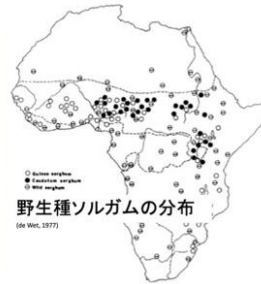 Guinea sorghum
Caudatum sorghum
Wild sorghum
野生種ソルガムの分布
(de Wet, 1977)